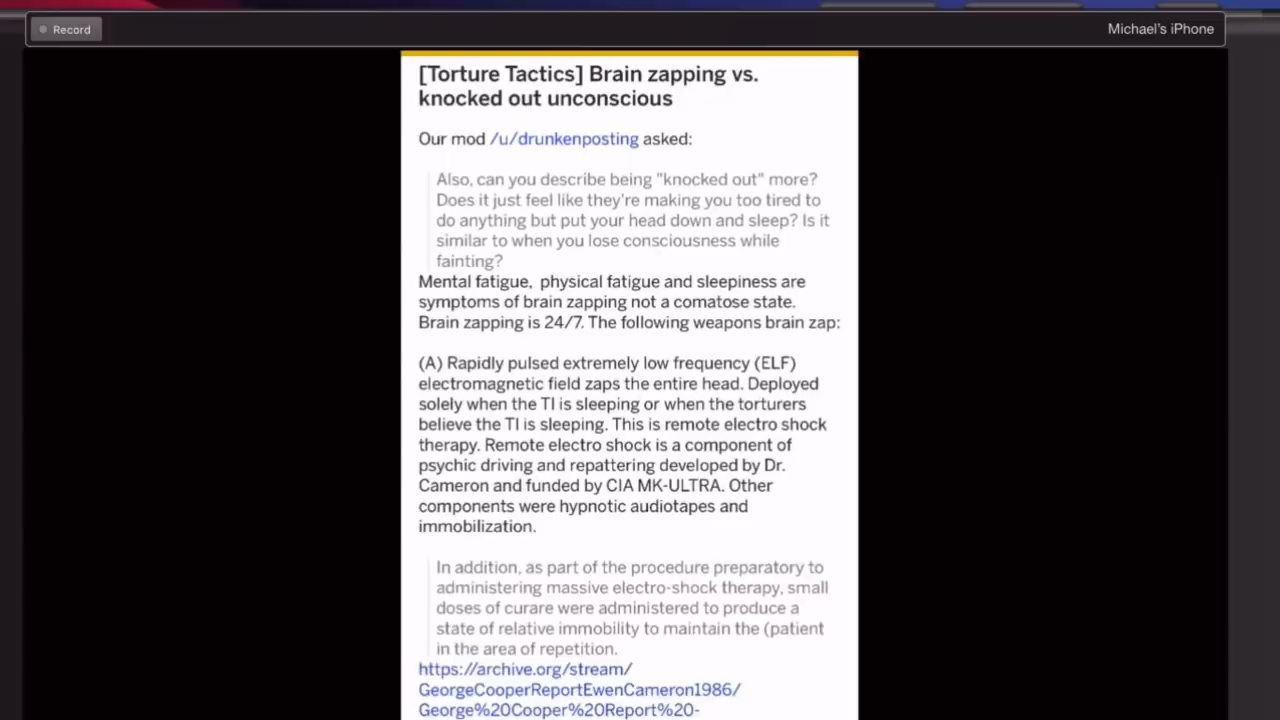 Record
Michael's iPhone
[Torture Tactics] Brain zapping vs.
knocked out unconscious
Our mod /u/drunkenposting asked:
Also, can you describe being "knocked out" more?
Does it just feel like they're making you too tired to
do anything but put your head down and sleep? Is it
similar to when you lose consciousness while
fainting?
Mental fatigue, physical fatigue and sleepiness are
symptoms of brain zapping not a comatose state.
Brain zapping is 24/7. The following weapons brain zap:
(A) Rapidly pulsed extremely low frequency (ELF)
electromagnetic field zaps the entire head. Deployed
solely when the TI is sleeping or when the torturers
believe the TI is sleeping. This is remote electro shock
therapy. Remote electro shock is a component of
psychic driving and repattering developed by Dr.
Cameron and funded by CIA MK-ULTRA. Other
components were hypnotic audiotapes and
immobilization.
In addition, as part of the procedure preparatory to
administering massive electro-shock therapy, small
doses of curare were administered to produce a
state of relative immobility to maintain the (patient
in the area of repetition.
https://archive.org/stream/
GeorgeCooperReportEwenCameron1986/
George%20Cooper%20Report%20-